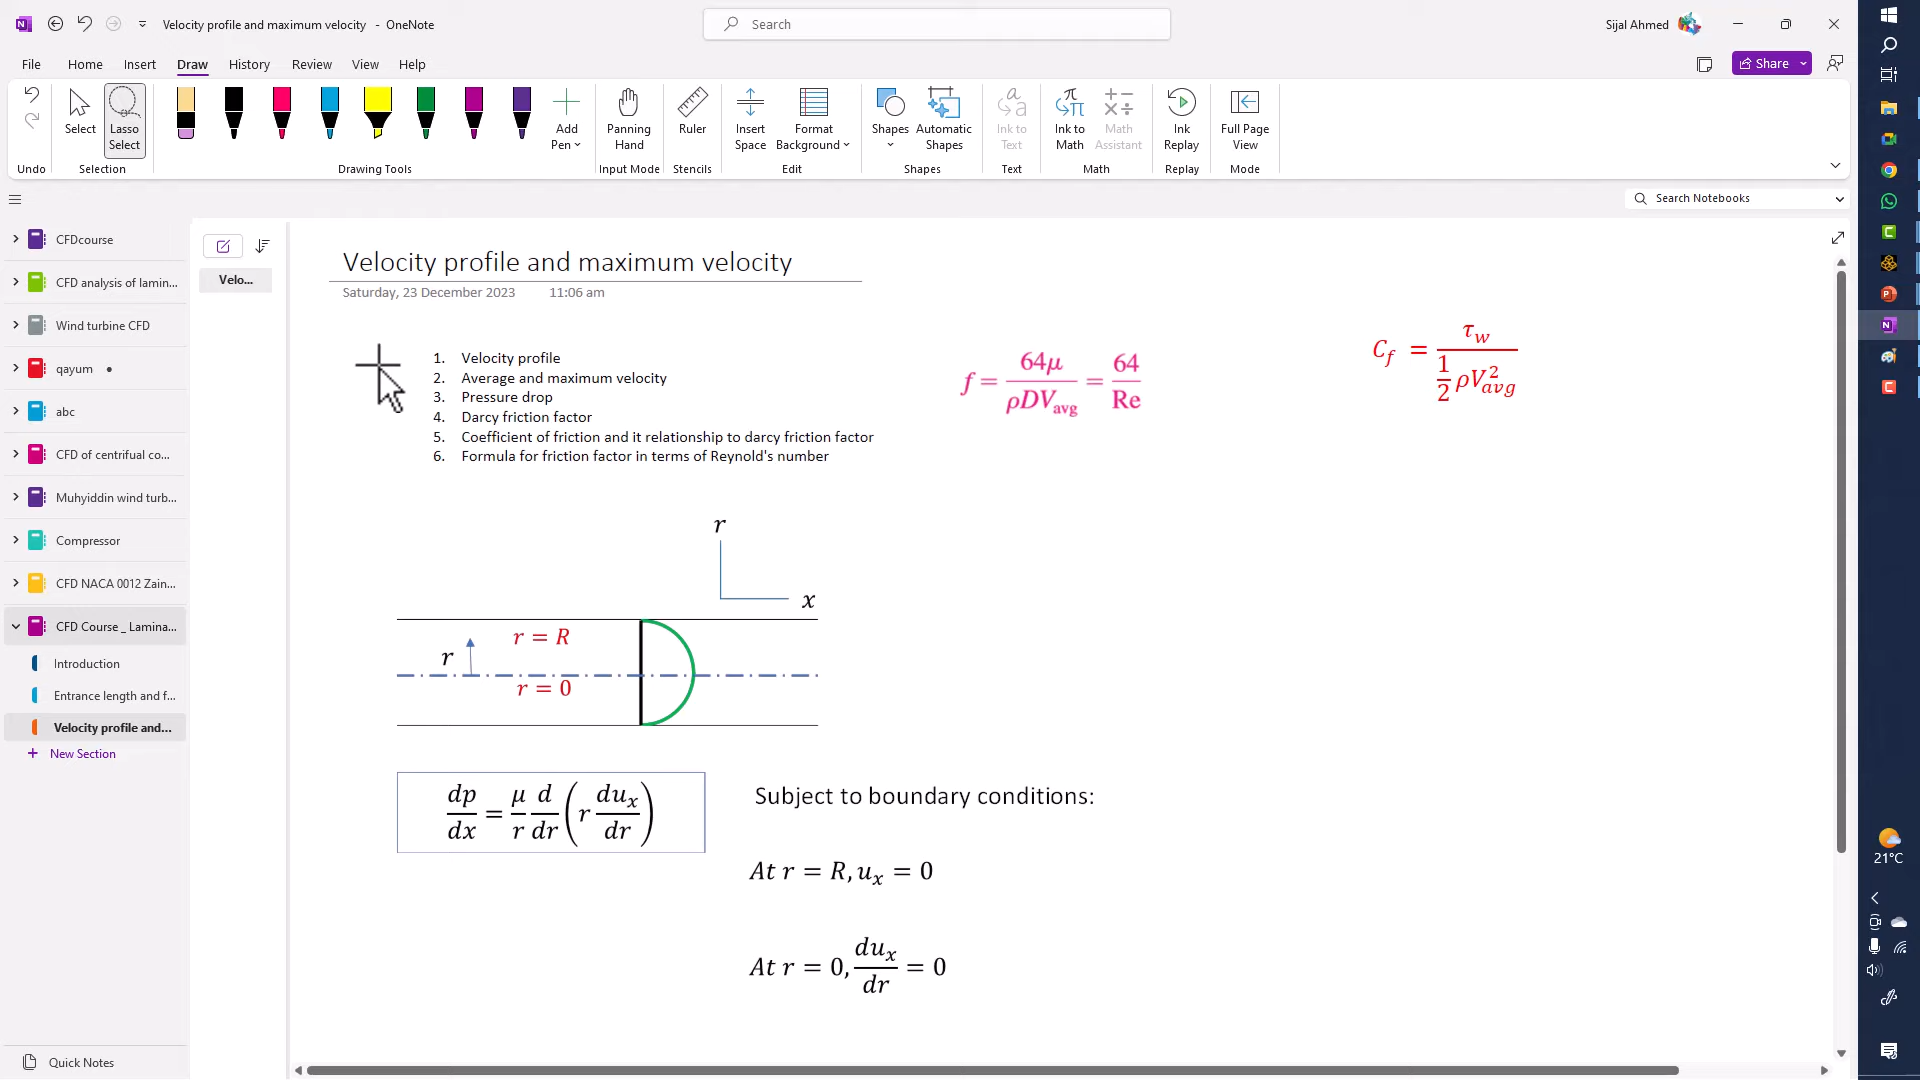 Velocity profile and maximum velocity - OneNote
Search
Sijal Ahmed
File Home Insert Draw History Review View Help
Share
Undo
Select
Lasso Select
Selection
Drawing Tools
Add Pen
Panning Hand
Input Mode
Ruler
Stencils
Insert Space
Format Background
Edit
Shapes
Automatic Shapes
Shapes
Ink to Text
Text
Ink to Math
Math Assistant
Math
Ink Replay
Replay
Full Page View
Mode
Search Notebooks
CFDcourse
CFD analysis of lamin...
Wind turbine CFD
qayum
abc
CFD of centrifual co...
Muhyiddin wind turb...
Compressor
CFD NACA 0012 Zain...
CFD Course _ Lamina...
Introduction
Entrance length and f...
Velocity profile and...
New Section
Quick Notes
Velo...
Velocity profile and maximum velocity
Saturday, 23 December 2023 11:06 am
1. Velocity profile
2. Average and maximum velocity
3. Pressure drop
4. Darcy friction factor
5. Coefficient of friction and it relationship to darcy friction factor
6. Formula for friction factor in terms of Reynold's number
f = 64μ / ρDV_avg = 64 / Re
C_f = τ_w / (1/2 ρV²_avg)
r
x
r = R
r
r = 0
dp/dx = μ/r d/dr (r du_x/dr)
Subject to boundary conditions:
At r = R, u_x = 0
At r = 0, du_x/dr = 0
21°C